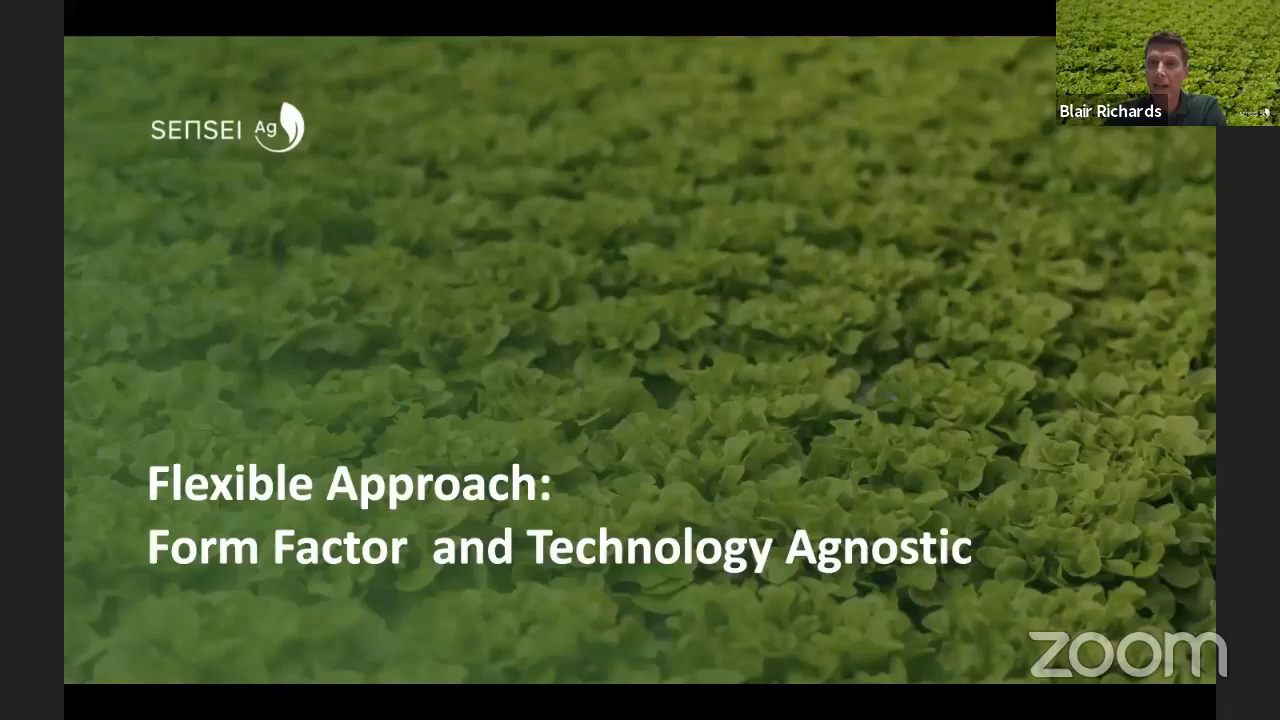 SENSEI Ag
Blair Richards
Flexible Approach:
Form Factor and Technology Agnostic
zoom